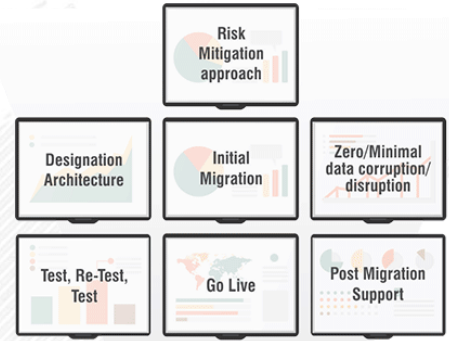 Risk
Mitigation
approach
Designation
Architecture
Initial
Migration
Zero/Minimal
data corruption/
disruption
Test, Re-Test,
Test
Go Live
Post Migration
Support